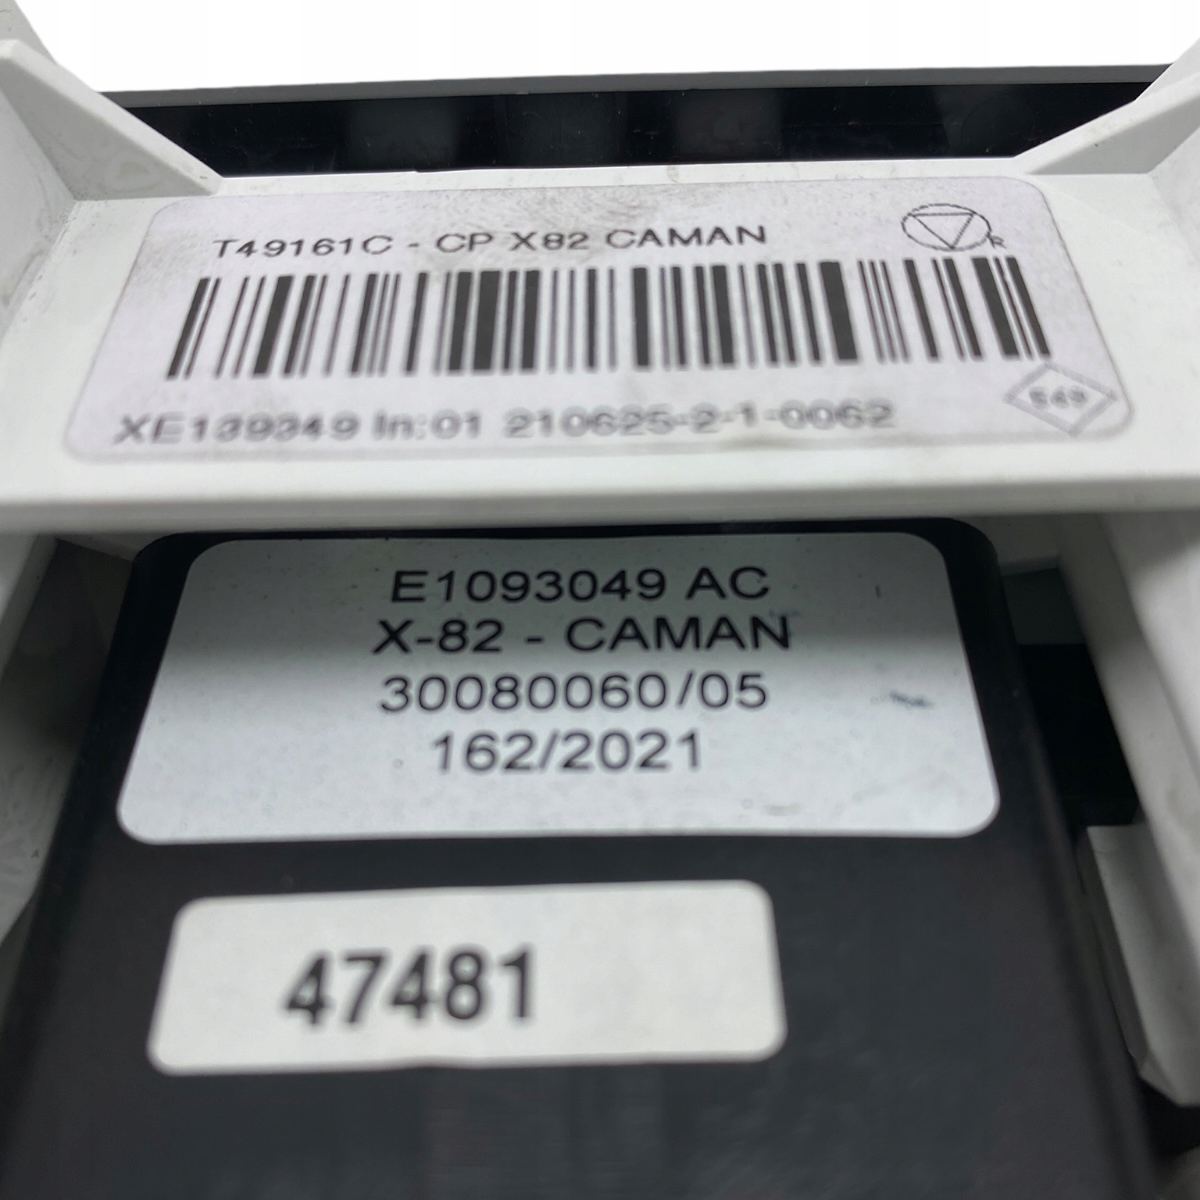 T49161C - CP X82 CAMAN
R
XE139349 In:01 210625-2-1-0062
E1093049 AC
X-82 - CAMAN
30080060/05
162/2021
47481